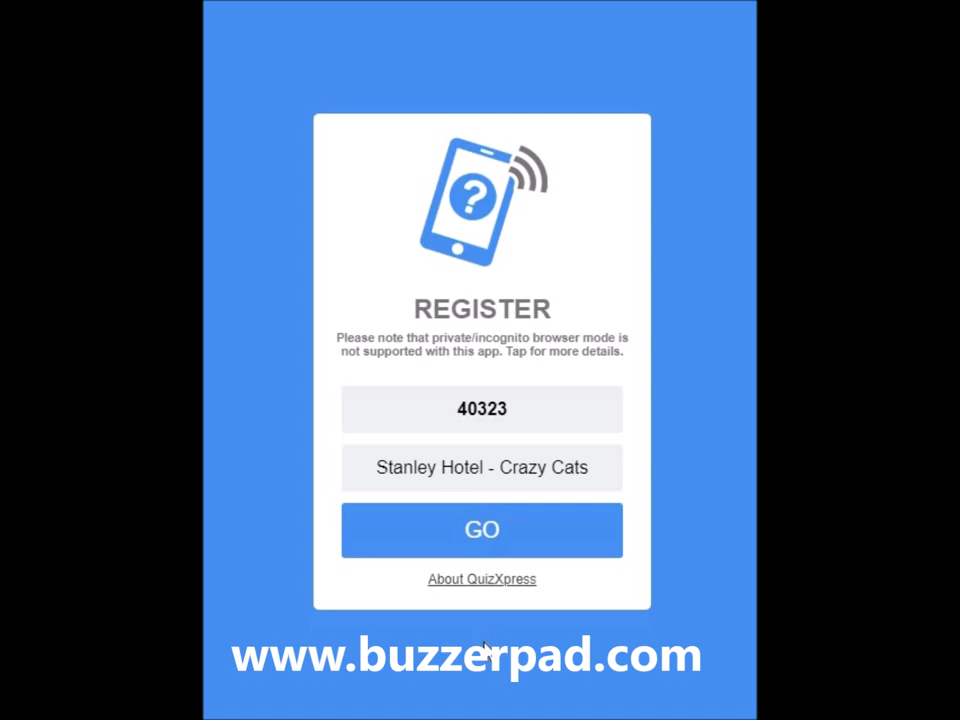 ?
REGISTER
Please note that private/incognito browser mode is
not supported with this app. Tap for more details.
40323
Stanley Hotel - Crazy Cats
GO
About QuizXpress
www.buzzerpad.com